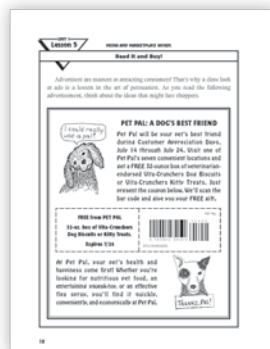 Lesson 5
Read It and Buy!
Advertisers are masters at attracting consumers! That's why a close look
at ads is a lesson in the art of persuasion. As you read the following
advertisement, think about the ideas that might lure shoppers.
I could really use a pal!
PET PAL: A DOG'S BEST FRIEND
Pet Pal will be your pet's best friend
during Customer Appreciation Days,
July 14 through July 24. Visit one of
Pet Pal's seven convenient locations and
get a FREE 32-ounce box of veterinarian-
endorsed Vita-Crunchers Dog Biscuits
or Vita-Crunchers Kitty Treats. Just
present the coupon below. We'll scan the
bar code and give you your FREE gift.
FREE FROM PET PAL
32-oz. box of Vita-Crunchers
Dog Biscuits or Kitty Treats.
Expires 7/24
At Pet Pal, your pet's health and
happiness come first! Whether you're
looking for nutritious pet food, an
entertaining squeak-toy, or an effective
flea spray, you'll find it quickly,
conveniently, and economically at Pet Pal.
THANKS, PAL!
10